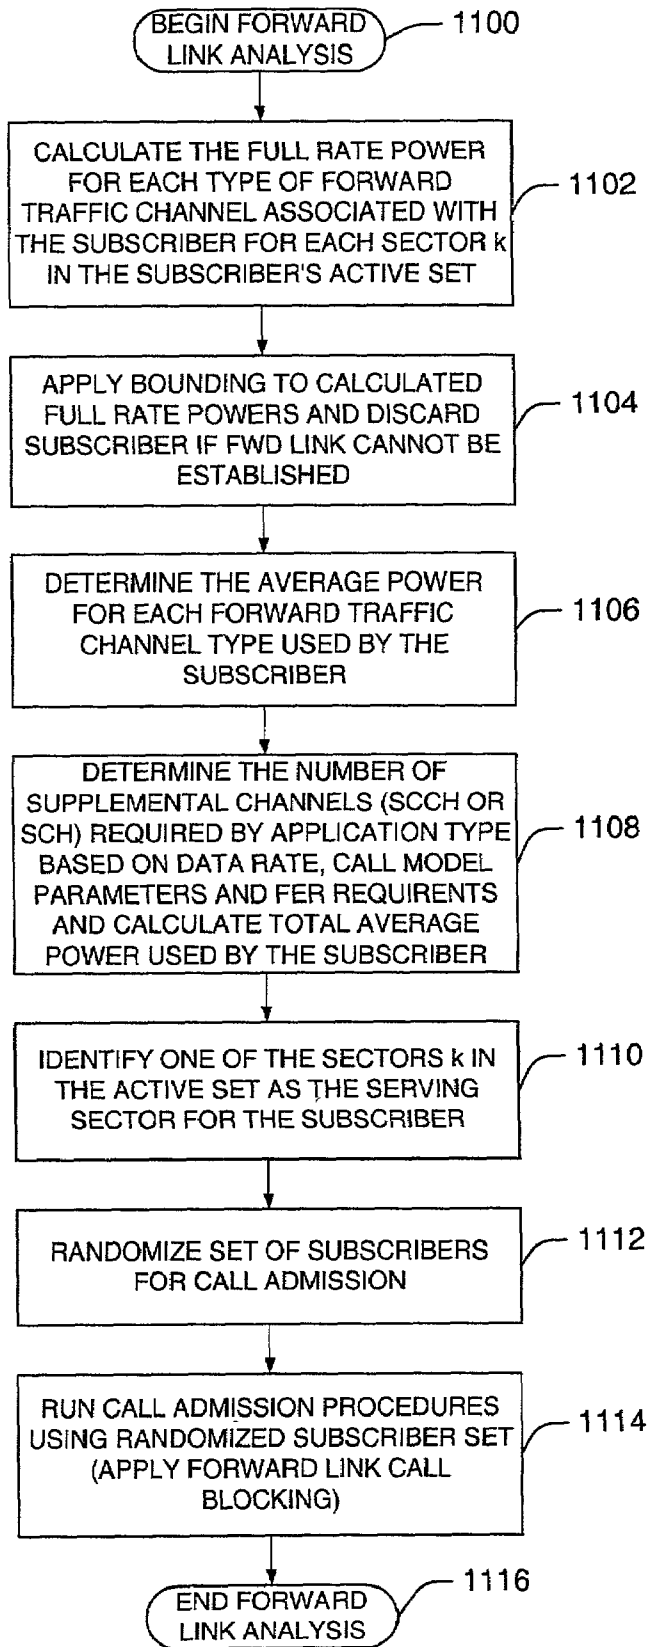 BEGIN FORWARD
LINK ANALYSIS
1100
CALCULATE THE FULL RATE POWER
FOR EACH TYPE OF FORWARD
TRAFFIC CHANNEL ASSOCIATED WITH
THE SUBSCRIBER FOR EACH SECTOR k
IN THE SUBSCRIBER'S ACTIVE SET
1102
APPLY BOUNDING TO CALCULATED
FULL RATE POWERS AND DISCARD
SUBSCRIBER IF FWD LINK CANNOT BE
ESTABLISHED
1104
DETERMINE THE AVERAGE POWER
FOR EACH FORWARD TRAFFIC
CHANNEL TYPE USED BY THE
SUBSCRIBER
1106
DETERMINE THE NUMBER OF
SUPPLEMENTAL CHANNELS (SCCH OR
SCH) REQUIRED BY APPLICATION TYPE
BASED ON DATA RATE, CALL MODEL
PARAMETERS AND FER REQUIRENTS
AND CALCULATE TOTAL AVERAGE
POWER USED BY THE SUBSCRIBER
1108
IDENTIFY ONE OF THE SECTORS k IN
THE ACTIVE SET AS THE SERVING
SECTOR FOR THE SUBSCRIBER
1110
RANDOMIZE SET OF SUBSCRIBERS
FOR CALL ADMISSION
1112
RUN CALL ADMISSION PROCEDURES
USING RANDOMIZED SUBSCRIBER SET
(APPLY FORWARD LINK CALL
BLOCKING)
1114
END FORWARD
LINK ANALYSIS
1116